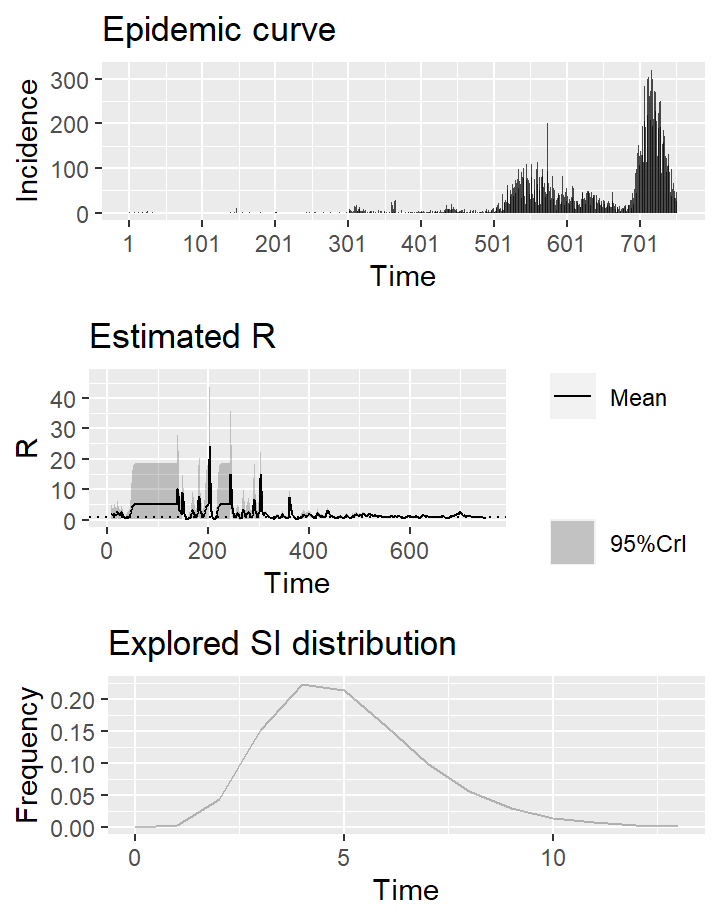 Epidemic curve
Incidence
300
200
100
0
1 101 201 301 401 501 601 701
Time
Estimated R
R
40
30
20
10
0
0 200 400 600
Time
Mean
95%CrI
Explored SI distribution
Frequency
0.20
0.15
0.10
0.05
0.00
0 5 10
Time